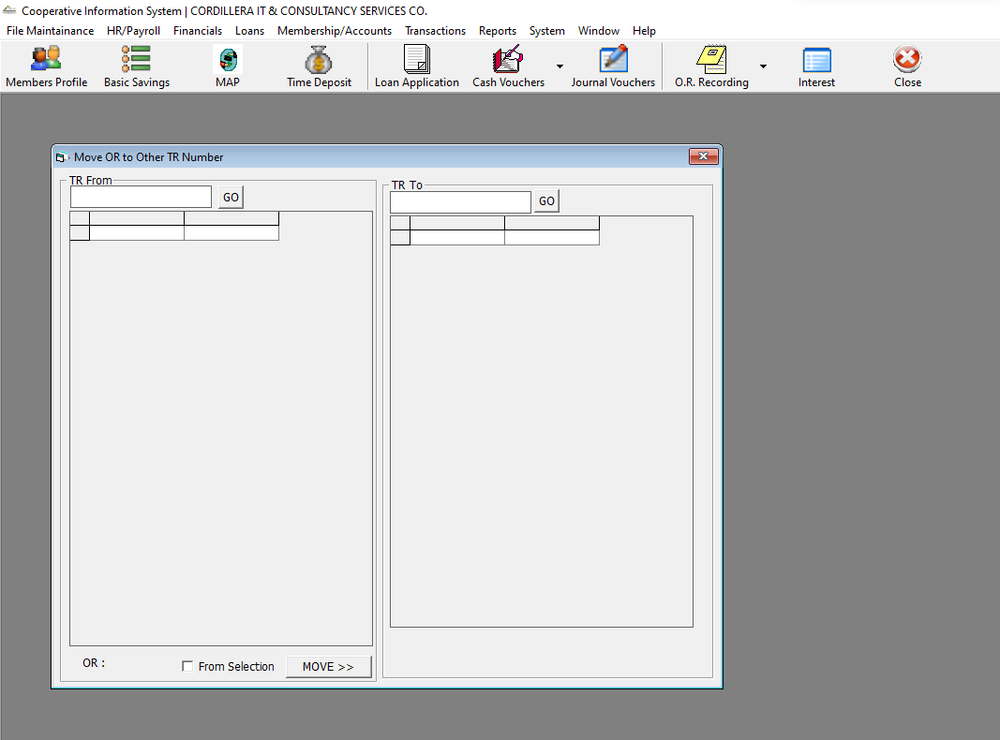 Cooperative Information System | CORDILLERA IT & CONSULTANCY SERVICES CO.
File Maintainance HR/Payroll Financials Loans Membership/Accounts Transactions Reports System Window Help
Members Profile Basic Savings MAP Time Deposit Loan Application Cash Vouchers Journal Vouchers O.R. Recording Interest Close
Move OR to Other TR Number
TR From
GO
TR To
GO
OR :
From Selection
MOVE >>